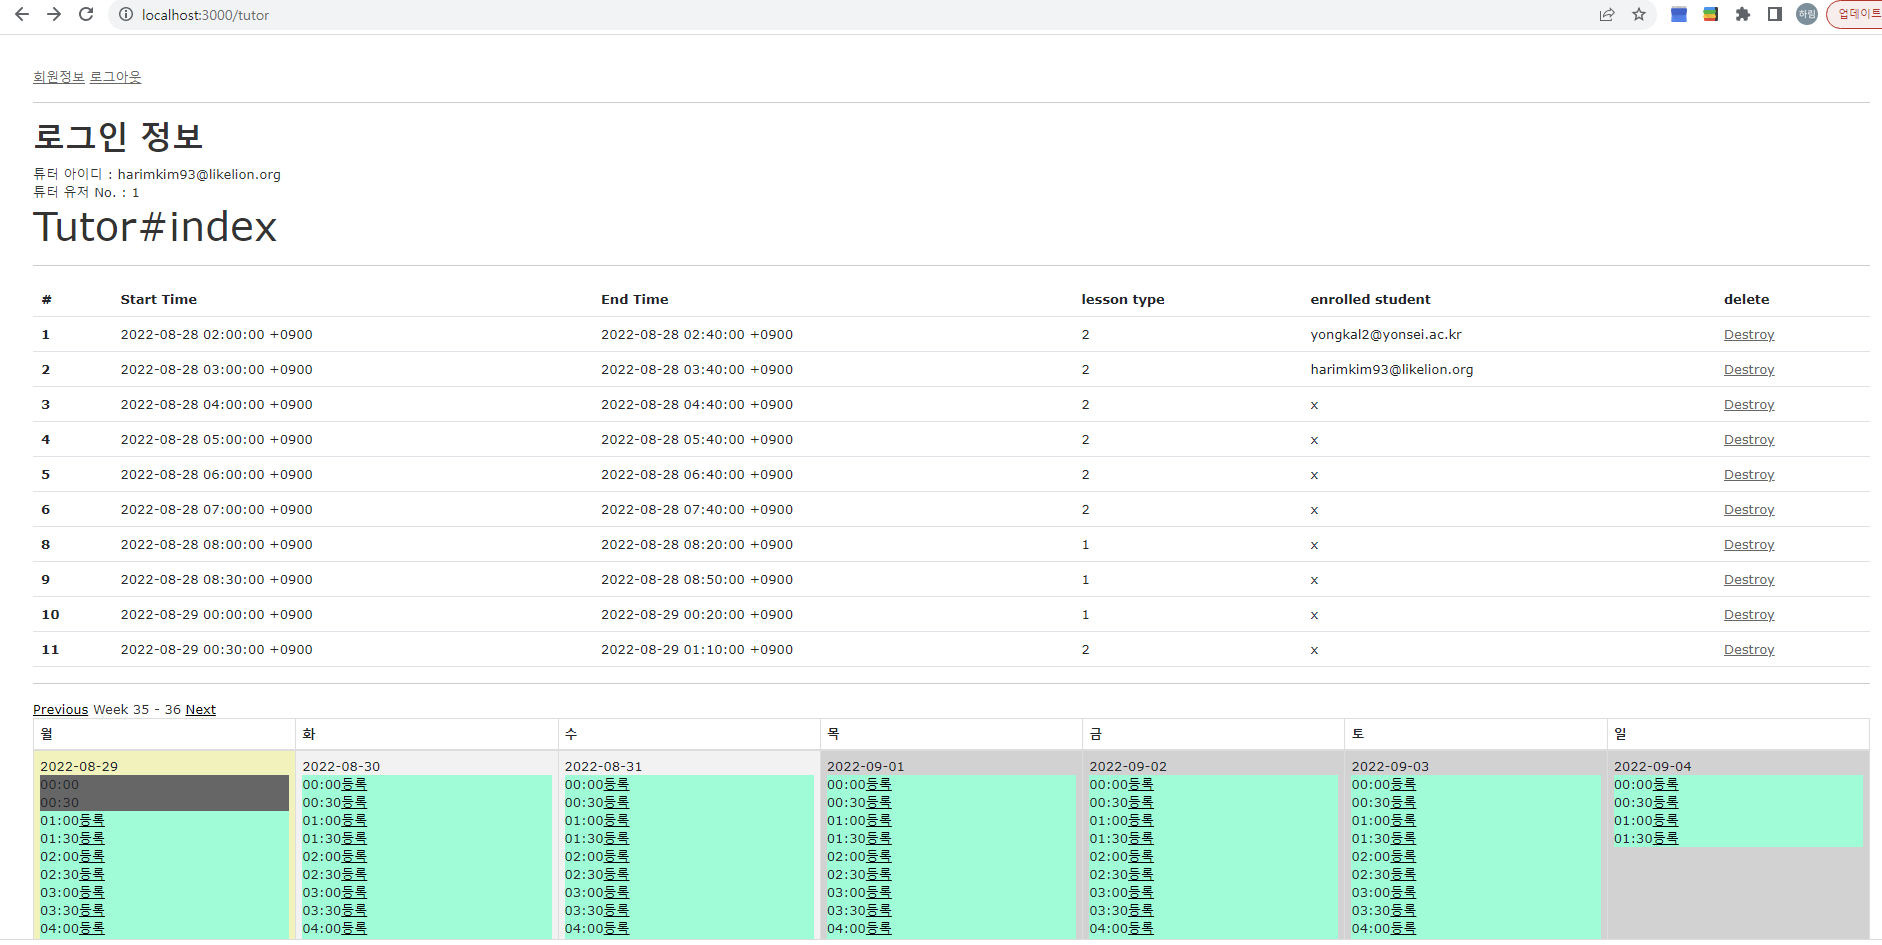 localhost:3000/tutor
하림
업데이트
회원정보 로그아웃
로그인 정보
튜터 아이디 : harimkim93@likelion.org
튜터 유저 No. : 1
Tutor#index
# Start Time End Time lesson type enrolled student delete
1 2022-08-28 02:00:00 +0900 2022-08-28 02:40:00 +0900 2 yongkal2@yonsei.ac.kr Destroy
2 2022-08-28 03:00:00 +0900 2022-08-28 03:40:00 +0900 2 harimkim93@likelion.org Destroy
3 2022-08-28 04:00:00 +0900 2022-08-28 04:40:00 +0900 2 x Destroy
4 2022-08-28 05:00:00 +0900 2022-08-28 05:40:00 +0900 2 x Destroy
5 2022-08-28 06:00:00 +0900 2022-08-28 06:40:00 +0900 2 x Destroy
6 2022-08-28 07:00:00 +0900 2022-08-28 07:40:00 +0900 2 x Destroy
8 2022-08-28 08:00:00 +0900 2022-08-28 08:20:00 +0900 1 x Destroy
9 2022-08-28 08:30:00 +0900 2022-08-28 08:50:00 +0900 1 x Destroy
10 2022-08-29 00:00:00 +0900 2022-08-29 00:20:00 +0900 1 x Destroy
11 2022-08-29 00:30:00 +0900 2022-08-29 01:10:00 +0900 2 x Destroy
Previous Week 35 - 36 Next
월 화 수 목 금 토 일
2022-08-29 2022-08-30 2022-08-31 2022-09-01 2022-09-02 2022-09-03 2022-09-04
00:00 00:00등록 00:00등록 00:00등록 00:00등록 00:00등록 00:00등록
00:30 00:30등록 00:30등록 00:30등록 00:30등록 00:30등록 00:30등록
01:00등록 01:00등록 01:00등록 01:00등록 01:00등록 01:00등록 01:00등록
01:30등록 01:30등록 01:30등록 01:30등록 01:30등록 01:30등록 01:30등록
02:00등록 02:00등록 02:00등록 02:00등록 02:00등록 02:00등록
02:30등록 02:30등록 02:30등록 02:30등록 02:30등록 02:30등록
03:00등록 03:00등록 03:00등록 03:00등록 03:00등록 03:00등록
03:30등록 03:30등록 03:30등록 03:30등록 03:30등록 03:30등록
04:00등록 04:00등록 04:00등록 04:00등록 04:00등록 04:00등록